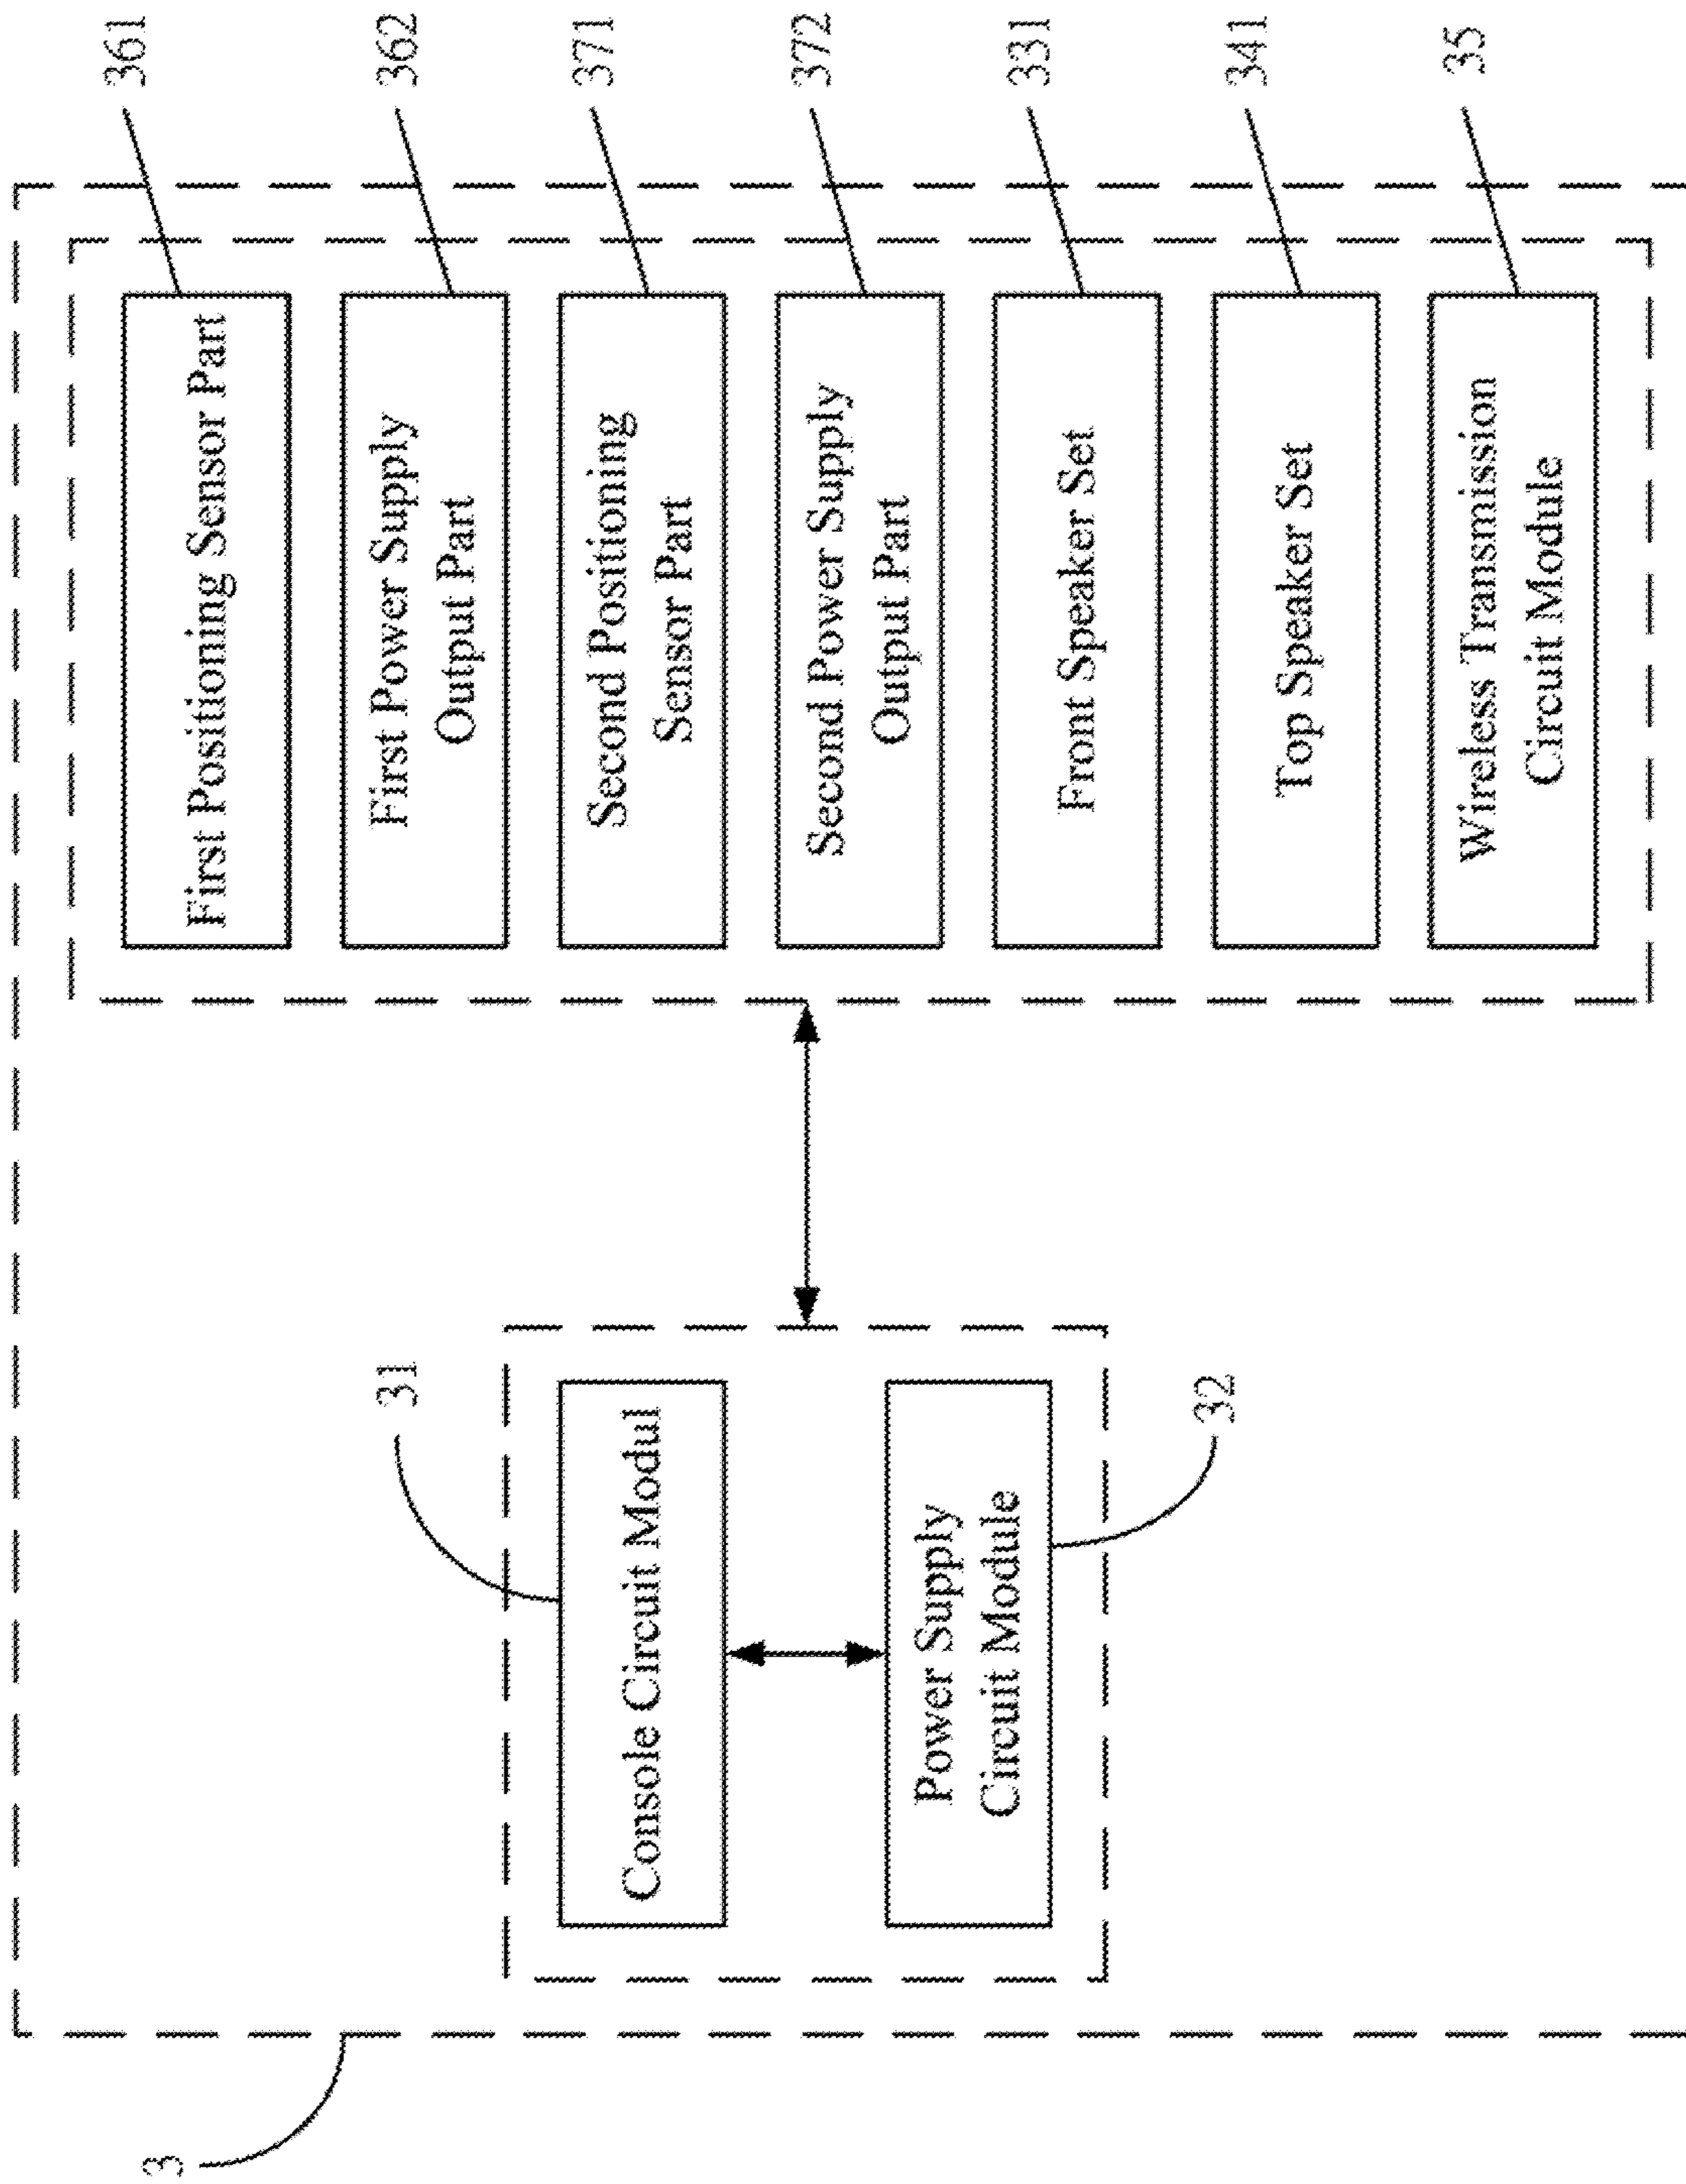 3
31
Console Circuit Modul
Power Supply
Circuit Module
32
First Positioning Sensor Part
361
First Power Supply
Output Part
362
Second Positioning
Sensor Part
371
Second Power Supply
Output Part
372
Front Speaker Set
331
Top Speaker Set
341
Wireless Transmission
Circuit Module
35